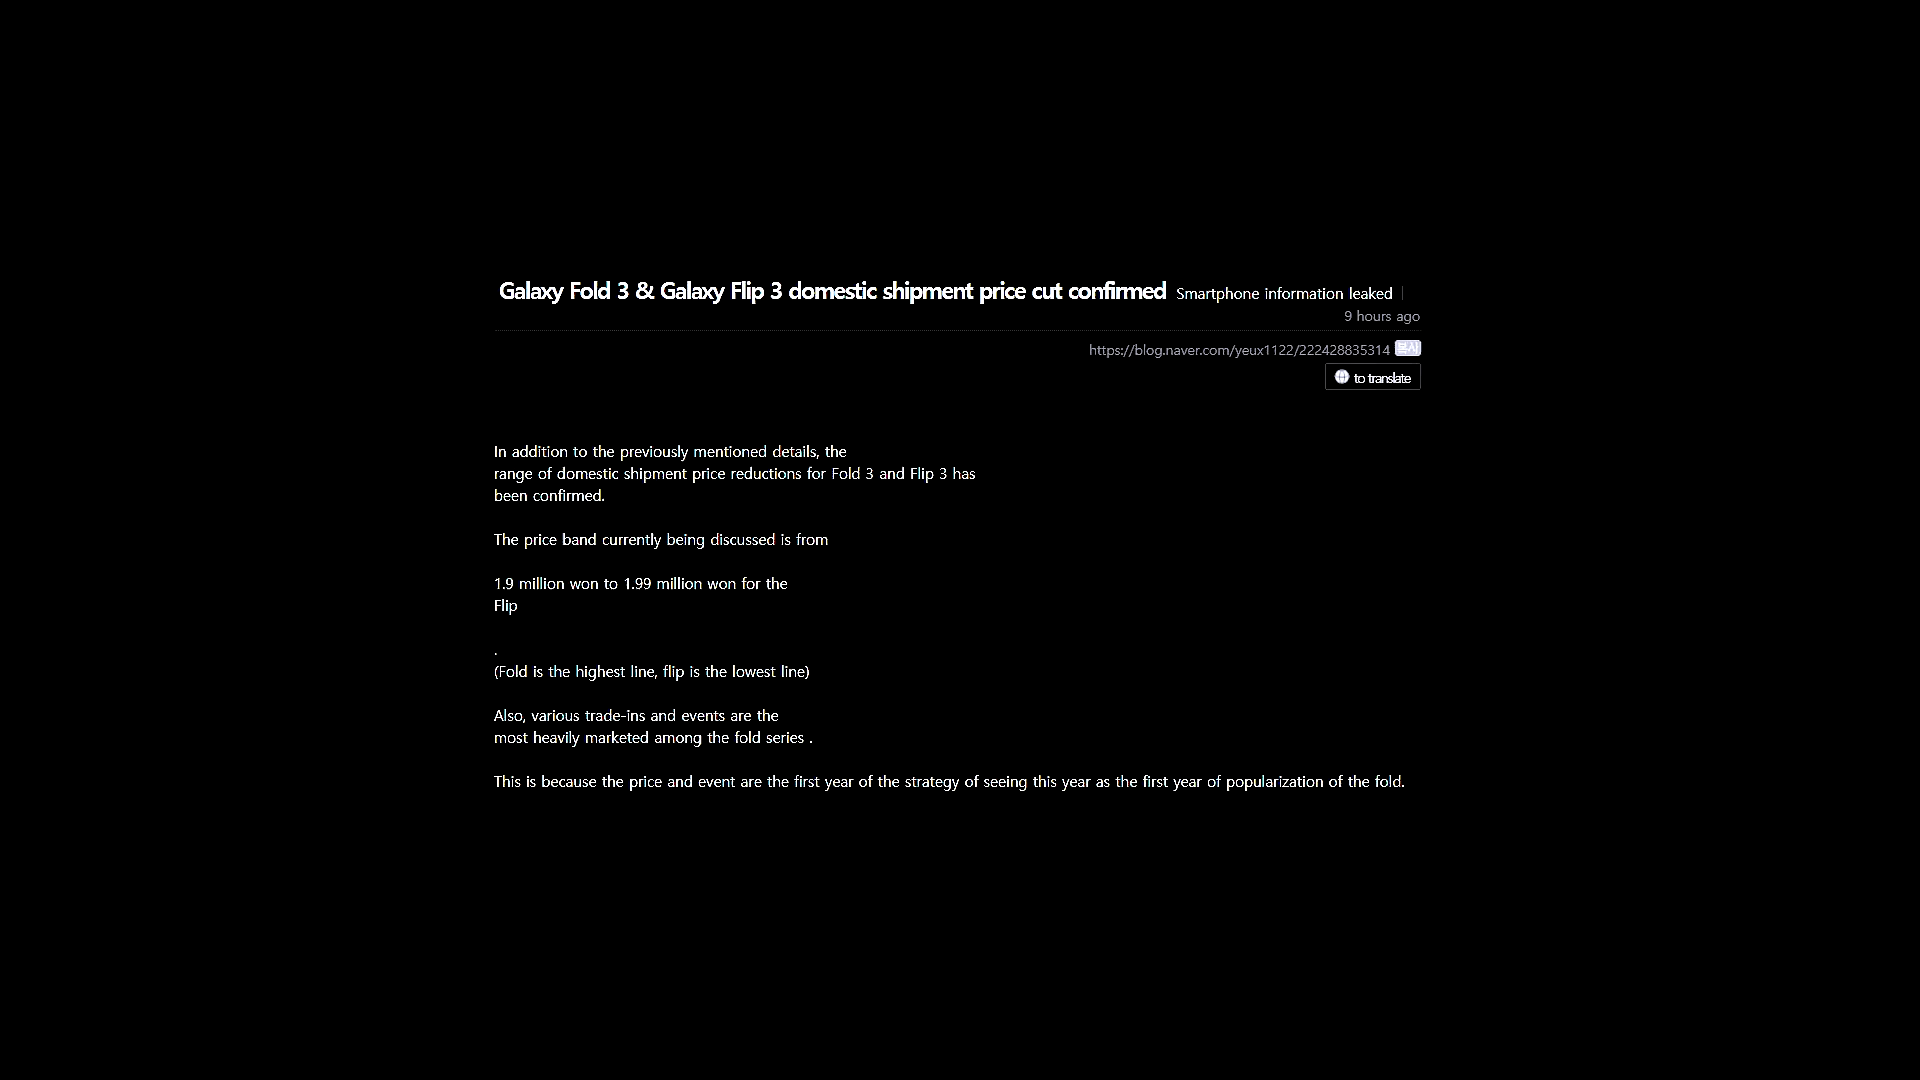 Galaxy Fold 3 & Galaxy Flip 3 domestic shipment price cut confirmed Smartphone information leaked |
9 hours ago
https://blog.naver.com/yeux1122/222428835314
to translate
In addition to the previously mentioned details, the
range of domestic shipment price reductions for Fold 3 and Flip 3 has
been confirmed.
The price band currently being discussed is from
1.9 million won to 1.99 million won for the
Flip
.
(Fold is the highest line, flip is the lowest line)
Also, various trade-ins and events are the
most heavily marketed among the fold series .
This is because the price and event are the first year of the strategy of seeing this year as the first year of popularization of the fold.